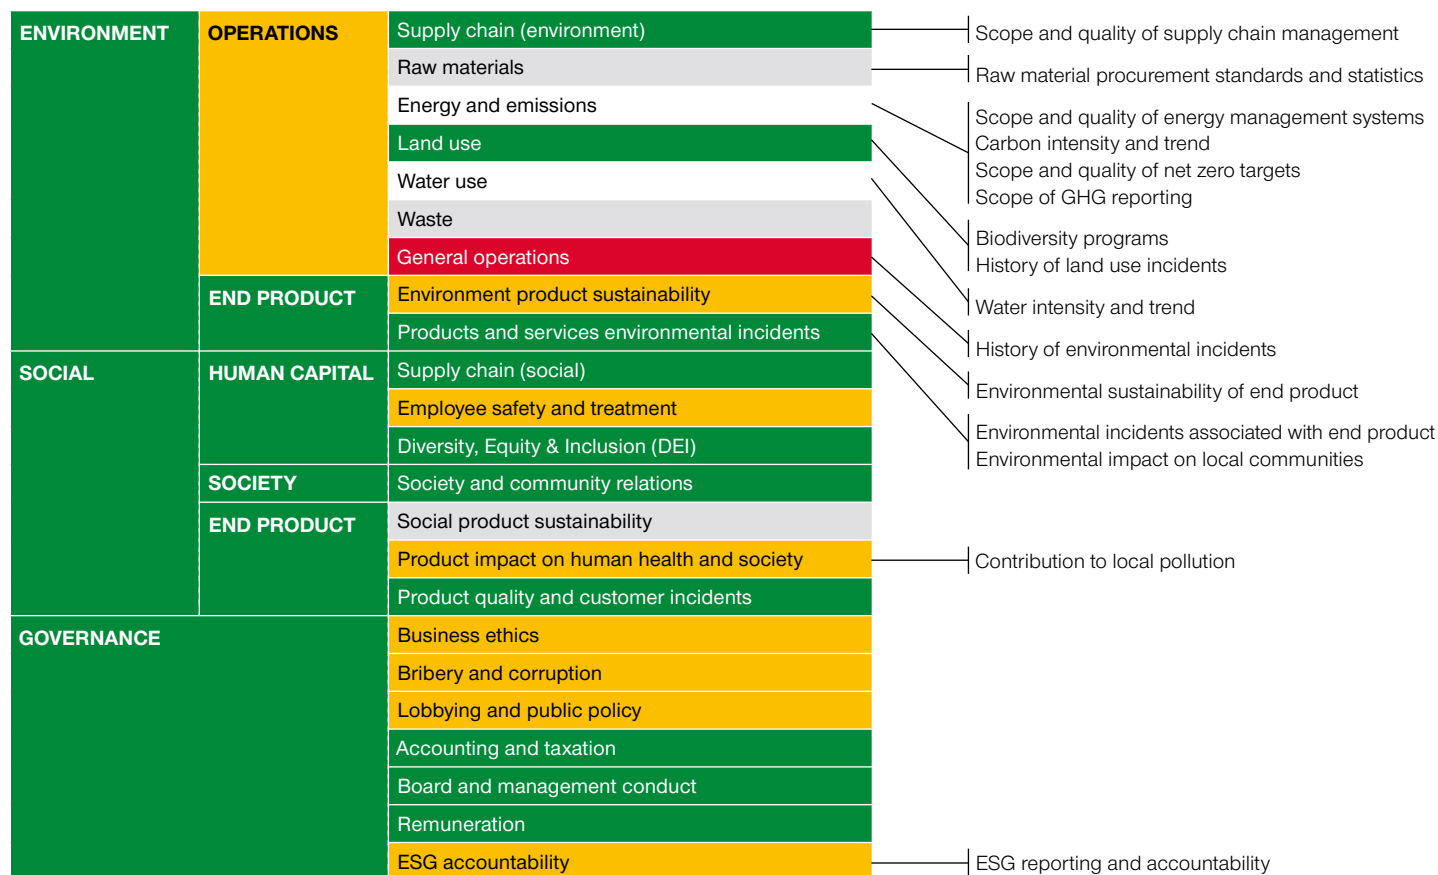 ENVIRONMENT
OPERATIONS
Supply chain (environment)
Scope and quality of supply chain management
Raw materials
Raw material procurement standards and statistics
Energy and emissions
Scope and quality of energy management systems
Carbon intensity and trend
Scope and quality of net zero targets
Scope of GHG reporting
Land use
Biodiversity programs
History of land use incidents
Water use
Water intensity and trend
Waste
General operations
History of environmental incidents
END PRODUCT
Environment product sustainability
Environmental sustainability of end product
Products and services environmental incidents
Environmental incidents associated with end product
Environmental impact on local communities
SOCIAL
HUMAN CAPITAL
Supply chain (social)
Employee safety and treatment
Diversity, Equity & Inclusion (DEI)
SOCIETY
Society and community relations
END PRODUCT
Social product sustainability
Product impact on human health and society
Contribution to local pollution
Product quality and customer incidents
GOVERNANCE
Business ethics
Bribery and corruption
Lobbying and public policy
Accounting and taxation
Board and management conduct
Remuneration
ESG accountability
ESG reporting and accountability